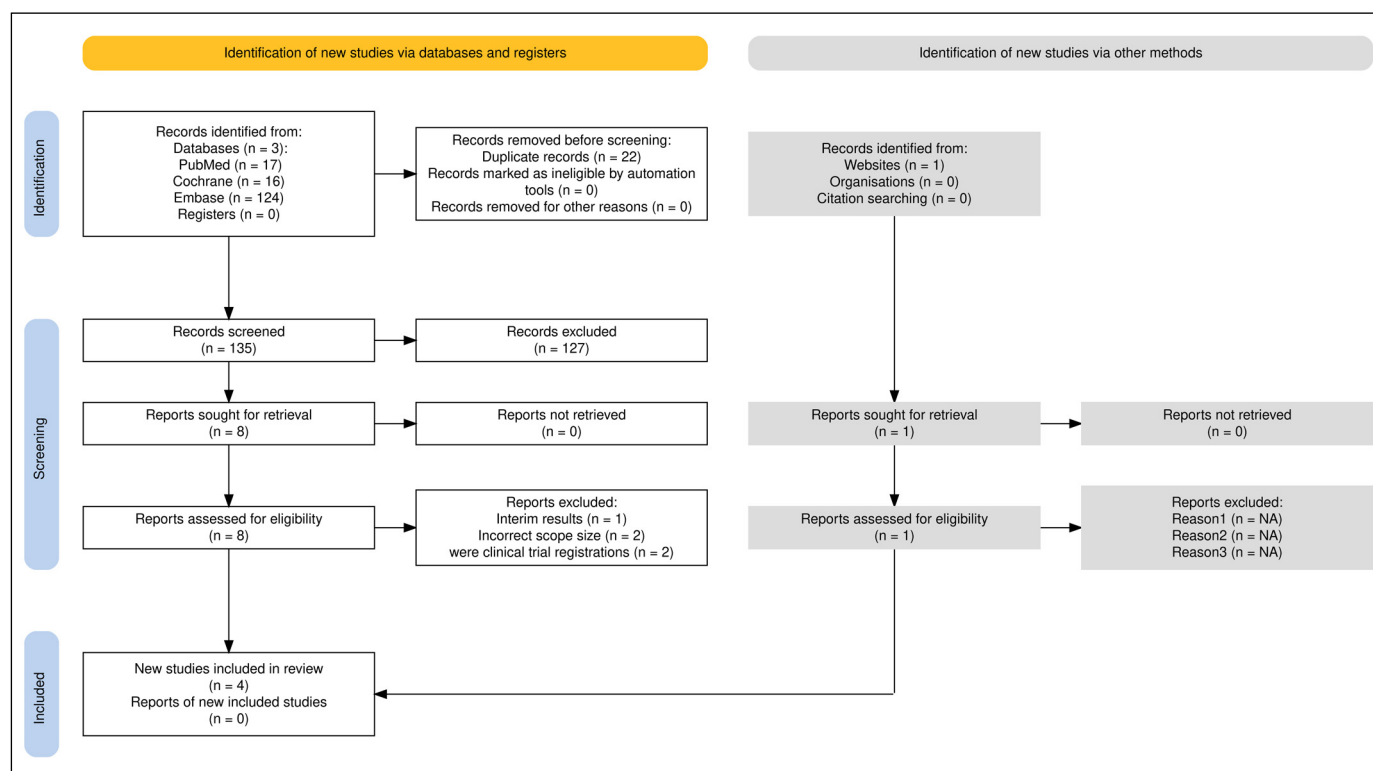 Identification of new studies via databases and registers
Identification of new studies via other methods
Identification
Records identified from:
Databases (n = 3):
PubMed (n = 17)
Cochrane (n = 16)
Embase (n = 124)
Registers (n = 0)
Records removed before screening:
Duplicate records (n = 22)
Records marked as ineligible by automation
tools (n = 0)
Records removed for other reasons (n = 0)
Records identified from:
Websites (n = 1)
Organisations (n = 0)
Citation searching (n = 0)
Screening
Records screened
(n = 135)
Records excluded
(n = 127)
Reports sought for retrieval
(n = 8)
Reports not retrieved
(n = 0)
Reports sought for retrieval
(n = 1)
Reports not retrieved
(n = 0)
Reports assessed for eligibility
(n = 8)
Reports excluded:
Interim results (n = 1)
Incorrect scope size (n = 2)
were clinical trial registrations (n = 2)
Reports assessed for eligibility
(n = 1)
Reports excluded:
Reason1 (n = NA)
Reason2 (n = NA)
Reason3 (n = NA)
Included
New studies included in review
(n = 4)
Reports of new included studies
(n = 0)